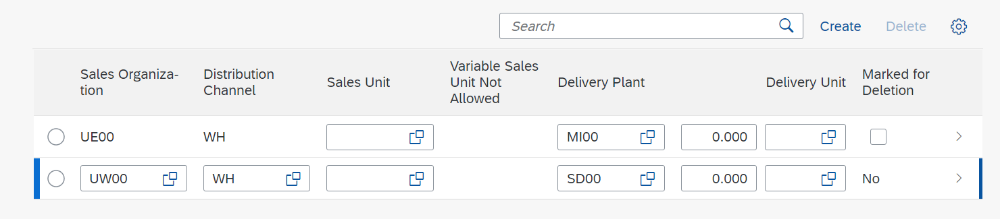 Search Create Delete
Sales Organiza-
tion
Distribution
Channel
Sales Unit
Variable Sales
Unit Not
Allowed
Delivery Plant
Delivery Unit
Marked for
Deletion
UE00 WH MI00 0.000
UW00 WH SD00 0.000 No